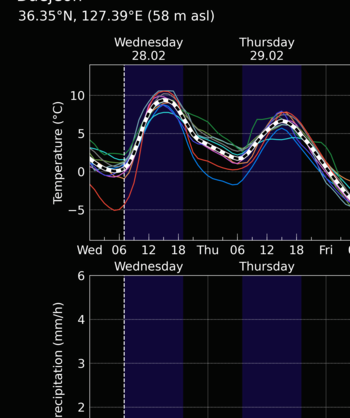 36.35°N, 127.39°E (58 m asl)
Wednesday Thursday
28.02 29.02
Temperature (°C)
10
5
0
−5
Wed 06 12 18 Thu 06 12 18 Fri
Wednesday Thursday
recipitation (mm/h)
6
4
3
2